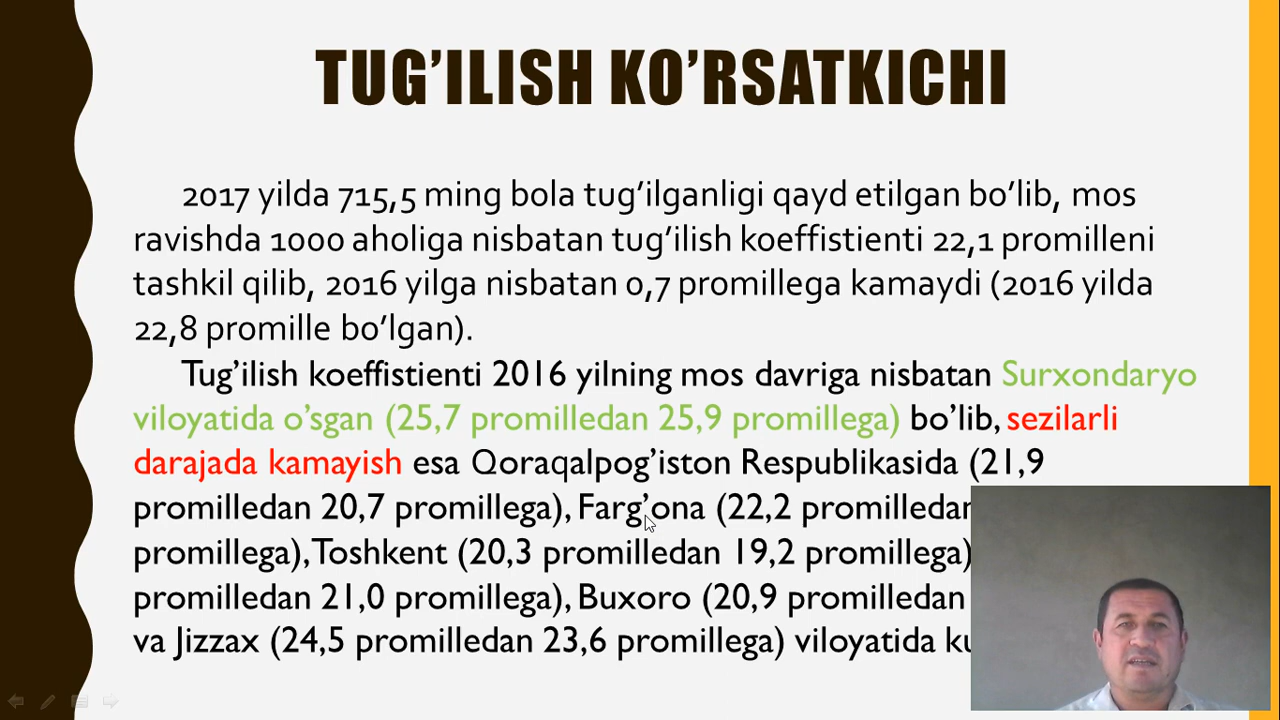 TUG’ILISH KO’RSATKICHI
2017 yilda 715,5 ming bola tug’ilganligi qayd etilgan bo’lib, mos
ravishda 1000 aholiga nisbatan tug’ilish koeffistienti 22,1 promilleni
tashkil qilib, 2016 yilga nisbatan 0,7 promillega kamaydi (2016 yilda
22,8 promille bo’lgan).
Tug’ilish koeffistienti 2016 yilning mos davriga nisbatan Surxondaryo
viloyatida o’sgan (25,7 promilledan 25,9 promillega) bo’lib, sezilarli
darajada kamayish esa Qoraqalpog’iston Respublikasida (21,9
promilledan 20,7 promillega), Farg’ona (22,2 promilledan
promillega), Toshkent (20,3 promilledan 19,2 promillega)
promilledan 21,0 promillega), Buxoro (20,9 promilledan
va Jizzax (24,5 promilledan 23,6 promillega) viloyatida